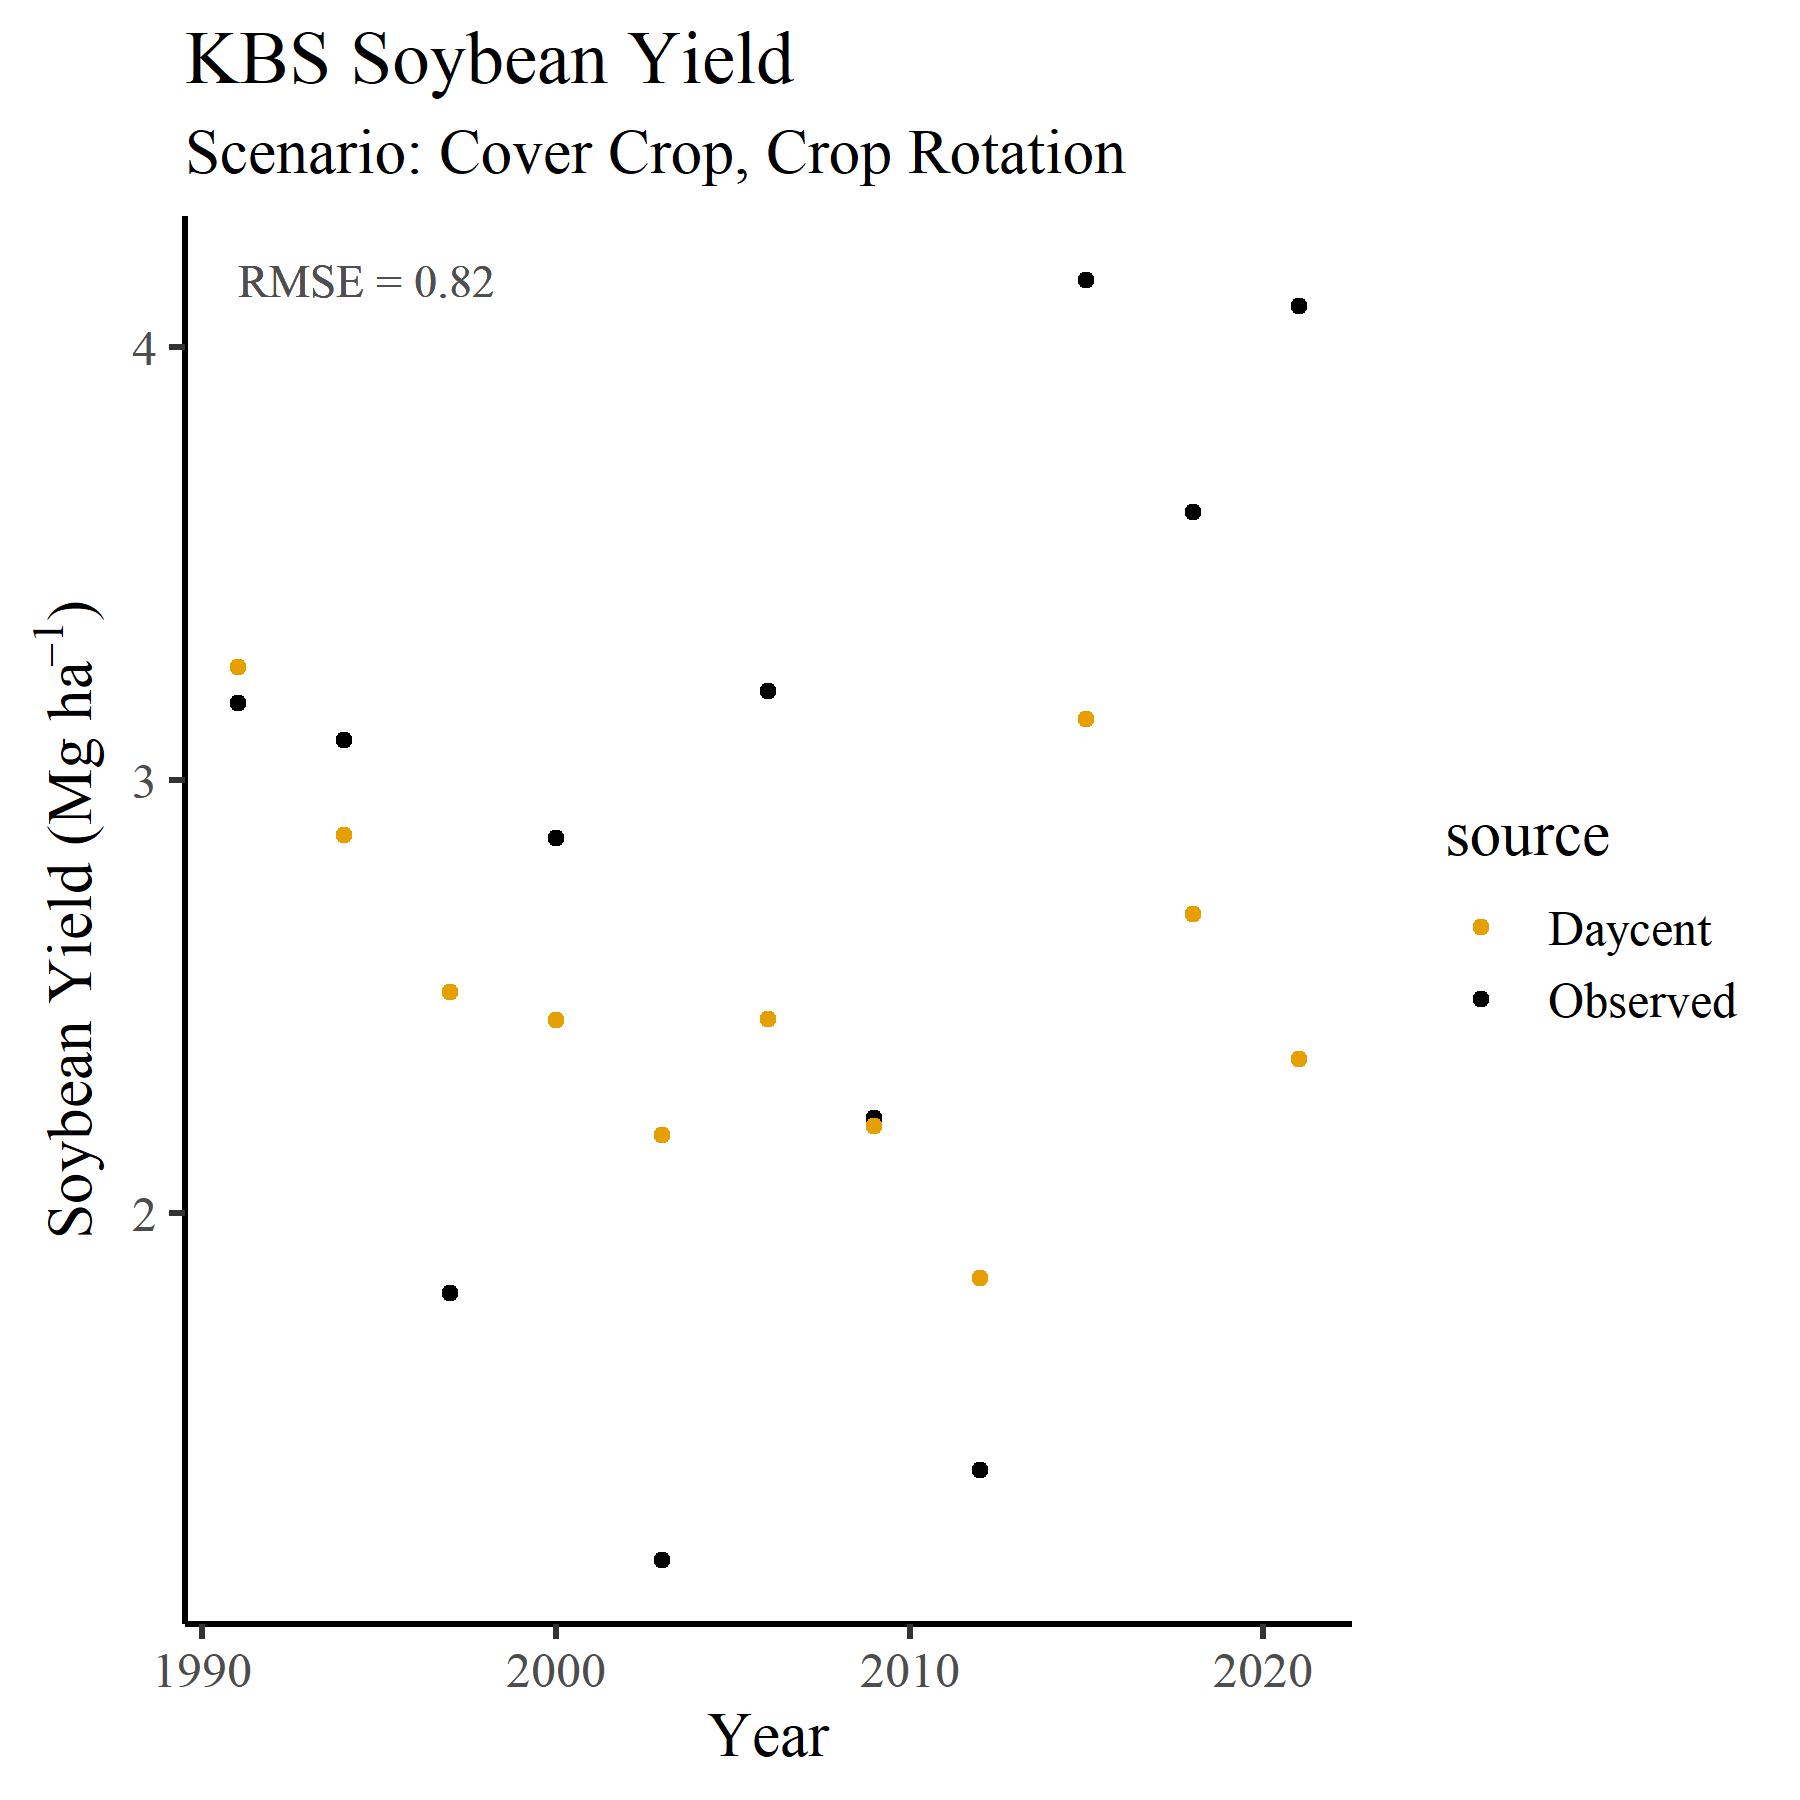 KBS Soybean Yield
Scenario: Cover Crop, Crop Rotation
RMSE = 0.82
4
3
2
Soybean Yield (Mg ha⁻¹)
1990
2000
2010
2020
Year
source
Daycent
Observed